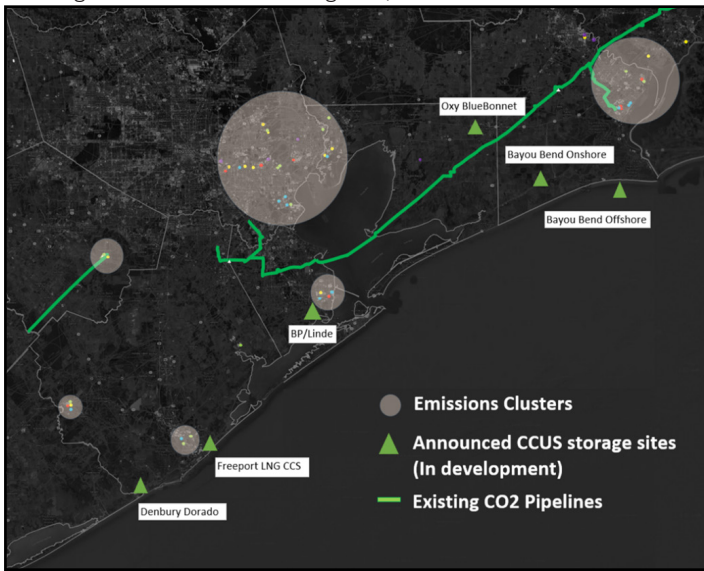 Oxy BlueBonnet
Bayou Bend Onshore
Bayou Bend Offshore
BP/Linde
Emissions Clusters
Announced CCUS storage sites
(In development)
Freeport LNG CCS
Existing CO2 Pipelines
Denbury Dorado